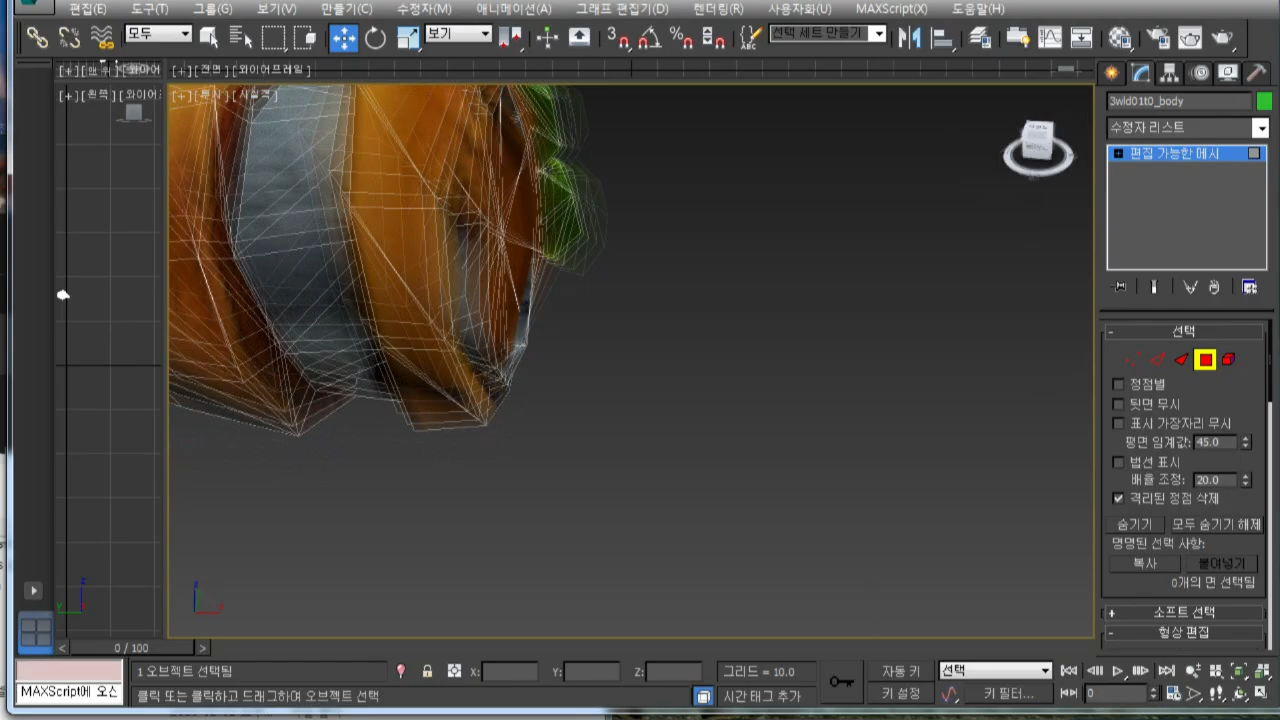 편집(E) 도구(T) 그룹(G) 보기(V) 만들기(C) 수정자(M) 애니메이션(A) 그래프 편집기(D) 렌더링(R) 사용자화(U) MAXScript(X) 도움말(H)
모두 보기 3 % ABC 선택 세트 만들기
[+][전면][와이어프레임]
[+][왼쪽][와이어
3wld01t0_body
수정자 리스트
편집 가능한 메시
선택
정점별
뒷면 무시
표시 가장자리 무시
평면 임계값: 45.0
법선 표시
배율 조정: 20.0
격리된 정점 삭제
숨기기 모두 숨기기 해제
명명된 선택 사항:
복사 붙여넣기
0개의 면 선택됨
소프트 선택
형상 편집
0 / 100
1 오브젝트 선택됨 X: Y: Z: 그리드 = 10.0 자동 키 선택
MAXScript에 오신 클릭 또는 클릭하고 드래그하여 오브젝트 선택 시간 태그 추가 키 설정 키 필터... 0